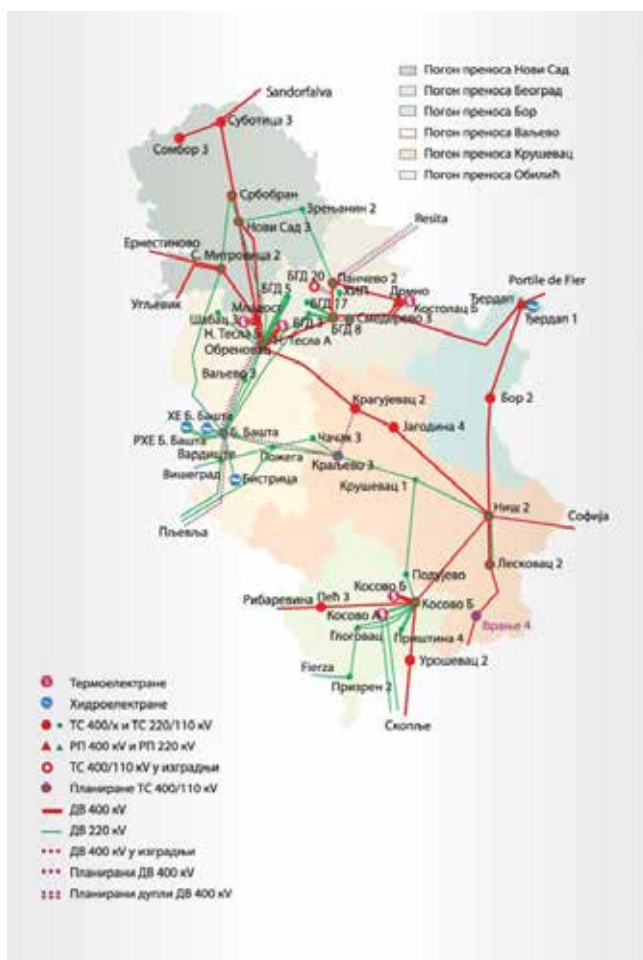 Погон преноса Нови Сад
Погон преноса Београд
Погон преноса Бор
Погон преноса Ваљево
Погон преноса Крушевац
Погон преноса Обилић
Sandorfalva
Суботица 3
Сомбор 3
Србобран
Зрењанин 2
Нови Сад 3
Resita
Ернестиново
С. Митровица 2
БГД 20
Панчево 2
Угљевик
БГД 5
ХИП
Дрмно
Portile de Fier
Младост
БГД 17
Костолац Б
Ђердап
Шабац 3
БГД 3
Смедерево 3
Ђердап 1
Н. Тесла Б
Н. Тесла А
БГД 8
Обреновац
Ваљево 3
Крагујевац 2
Бор 2
ХЕ Б. Башта
Јагодина 4
РХЕ Б. Башта
Б. Башта
Чачак 3
Вардиште
Пожега
Краљево 3
Вишеград
Бистрица
Крушевац 1
Ниш 2
Софија
Пљевља
Лесковац 2
Подујево
Косово Б
Рибаревина
Пећ 3
Косово Б
Косово А
Врање 4
Глоговац
Приштина 4
Fierza
Урошевац 2
Призрен 2
Скопље
Термоелектране
Хидроелектране
ТС 400/х и ТС 220/110 kV
РП 400 kV и РП 220 kV
ТС 400/110 kV у изградњи
Планиране ТС 400/110 kV
ДВ 400 kV
ДВ 220 kV
ДВ 400 kV у изградњи
Планирани ДВ 400 kV
Планирани дупли ДВ 400 kV